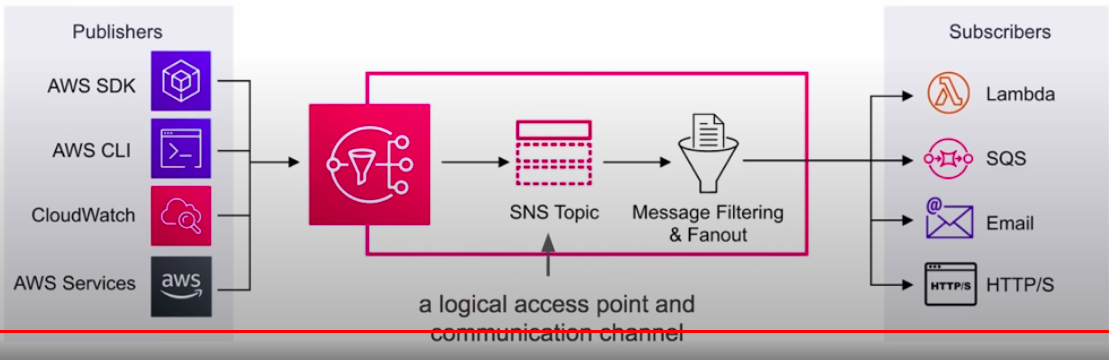 Publishers
AWS SDK
AWS CLI
CloudWatch
AWS Services
aws
SNS Topic
Message Filtering
& Fanout
a logical access point and
communication channel
Subscribers
Lambda
SQS
@
Email
HTTP/S
HTTP/S